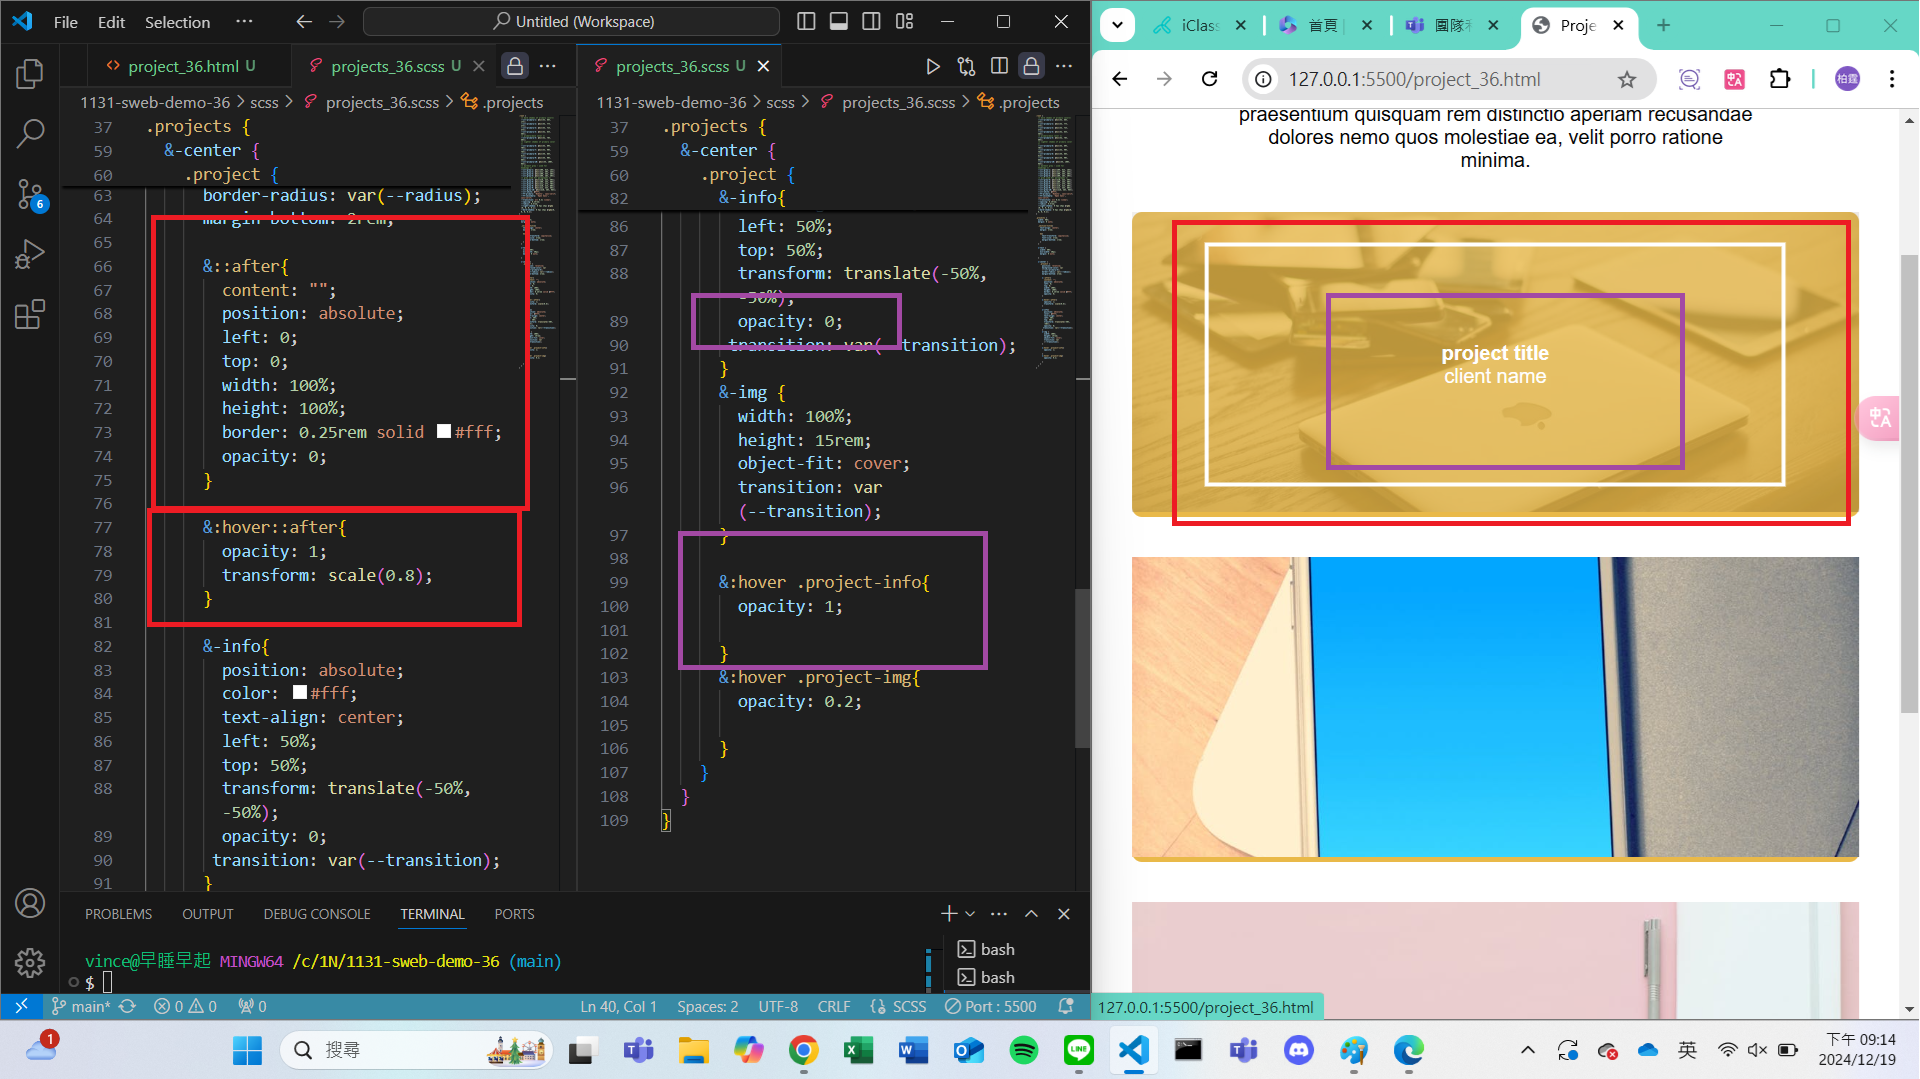 File Edit Selection ··· Untitled (Workspace)
project_36.html U
projects_36.scss U
projects_36.scss U
1131-sweb-demo-36 > scss > projects_36.scss > .projects
37 .projects {
59 &-center {
60 .project {
63 border-radius: var(--radius);
64 margin-bottom: 2rem;
65
66 &::after{
67 content: "";
68 position: absolute;
69 left: 0;
70 top: 0;
71 width: 100%;
72 height: 100%;
73 border: 0.25rem solid #fff;
74 opacity: 0;
75 }
76
77 &:hover::after{
78 opacity: 1;
79 transform: scale(0.8);
80 }
81
82 &-info{
83 position: absolute;
84 color: #fff;
85 text-align: center;
86 left: 50%;
87 top: 50%;
88 transform: translate(-50%,
-50%);
89 opacity: 0;
90 transition: var(--transition);
91 }
1131-sweb-demo-36 > scss > projects_36.scss > .projects
37 .projects {
59 &-center {
60 .project {
82 &-info{
86 left: 50%;
87 top: 50%;
88 transform: translate(-50%,
-50%);
89 opacity: 0;
90 transition: var(--transition);
91 }
92 &-img {
93 width: 100%;
94 height: 15rem;
95 object-fit: cover;
96 transition: var
(--transition);
97 }
98
99 &:hover .project-info{
100 opacity: 1;
101
102 }
103 &:hover .project-img{
104 opacity: 0.2;
105
106 }
107 }
108 }
109 }
PROBLEMS OUTPUT DEBUG CONSOLE TERMINAL PORTS
vince@早睡早起 MINGW64 /c/1N/1131-sweb-demo-36 (main)
$
bash
bash
6
main* 0 0 0 Ln 40, Col 1 Spaces: 2 UTF-8 CRLF {} SCSS Port : 5500
iClass 首頁 團隊 Proje
127.0.0.1:5500/project_36.html
柏霆
praesentium quisquam rem distinctio aperiam recusandae
dolores nemo quos molestiae ea, velit porro ratione
minima.
project title
client name
127.0.0.1:5500/project_36.html
1 搜尋 LINE 英 下午 09:14
2024/12/19